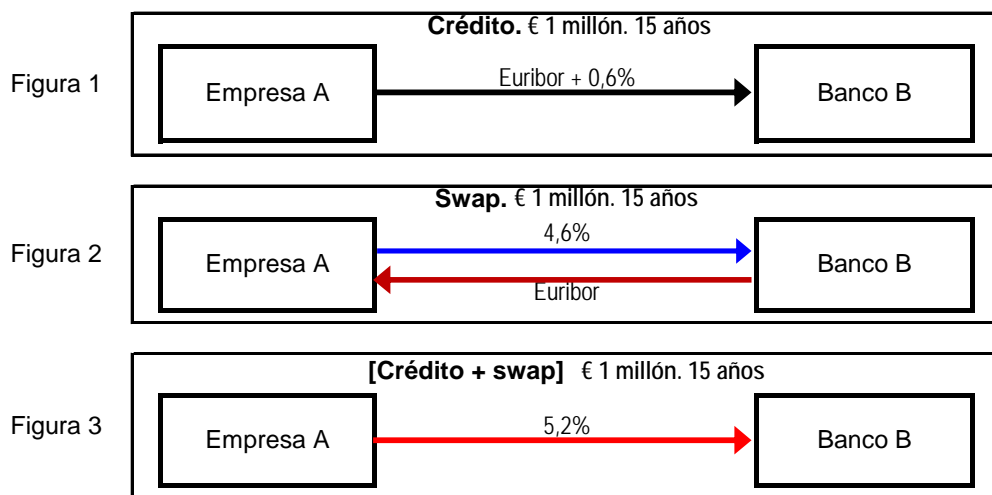 Crédito. € 1 millón. 15 años
Figura 1
Empresa A
Euribor + 0,6%
Banco B
Swap. € 1 millón. 15 años
Figura 2
Empresa A
4,6%
Euribor
Banco B
[Crédito + swap] € 1 millón. 15 años
Figura 3
Empresa A
5,2%
Banco B